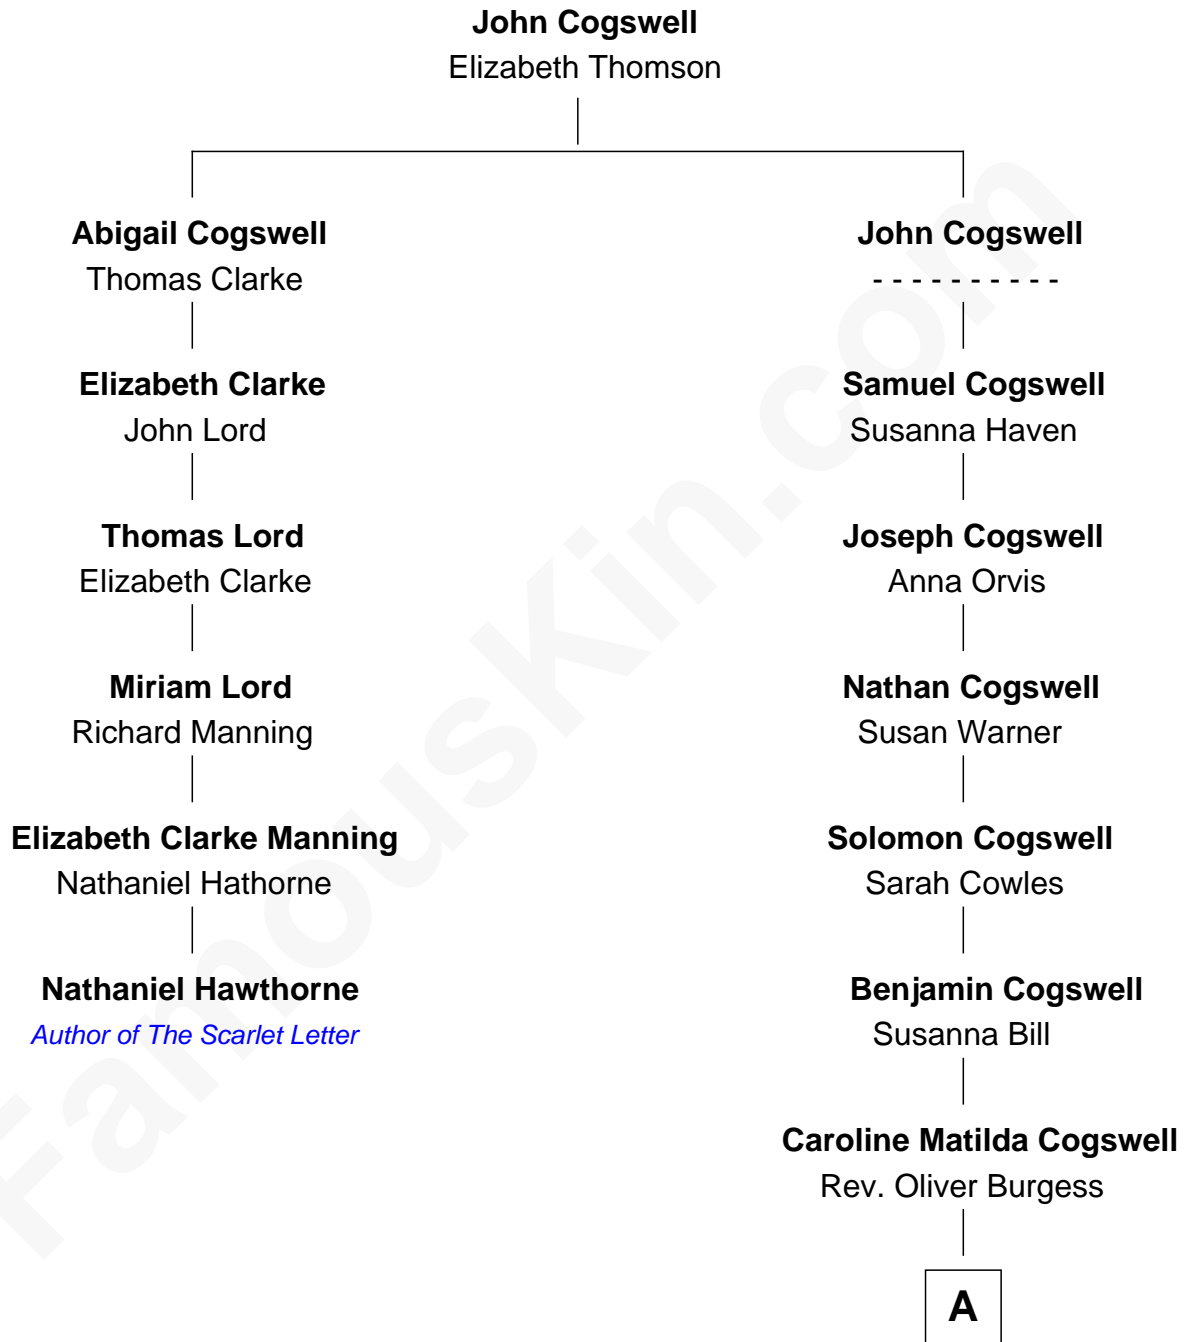 John Cogswell
Elizabeth Thomson
Abigail Cogswell
Thomas Clarke
Elizabeth Clarke
John Lord
Thomas Lord
Elizabeth Clarke
Miriam Lord
Richard Manning
Elizabeth Clarke Manning
Nathaniel Hathorne
Nathaniel Hawthorne
Author of The Scarlet Letter
John Cogswell
- - - - - - - - - -
Samuel Cogswell
Susanna Haven
Joseph Cogswell
Anna Orvis
Nathan Cogswell
Susan Warner
Solomon Cogswell
Sarah Cowles
Benjamin Cogswell
Susanna Bill
Caroline Matilda Cogswell
Rev. Oliver Burgess
A
FamousKin.com